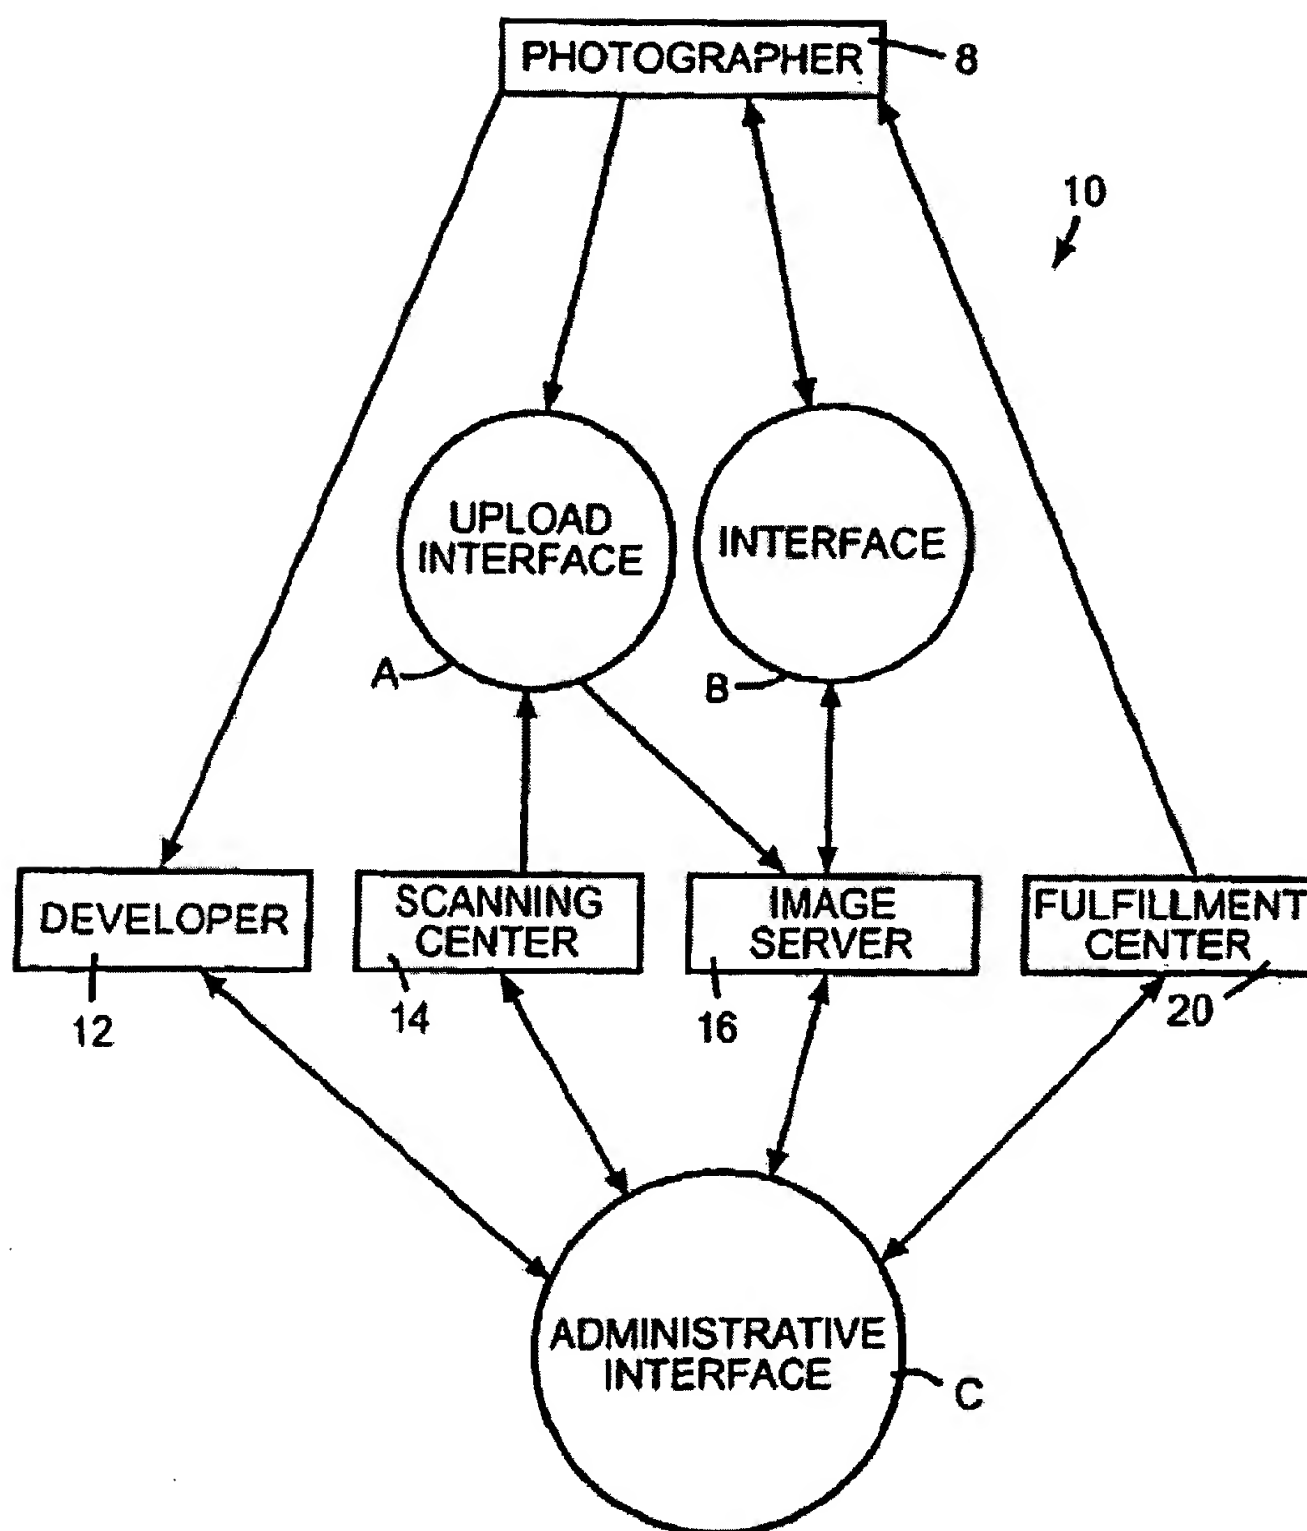 PHOTOGRAPHER
8
10
UPLOAD
INTERFACE
INTERFACE
A
B
DEVELOPER
SCANNING
CENTER
IMAGE
SERVER
FULFILLMENT
CENTER
12
14
16
20
ADMINISTRATIVE
INTERFACE
C